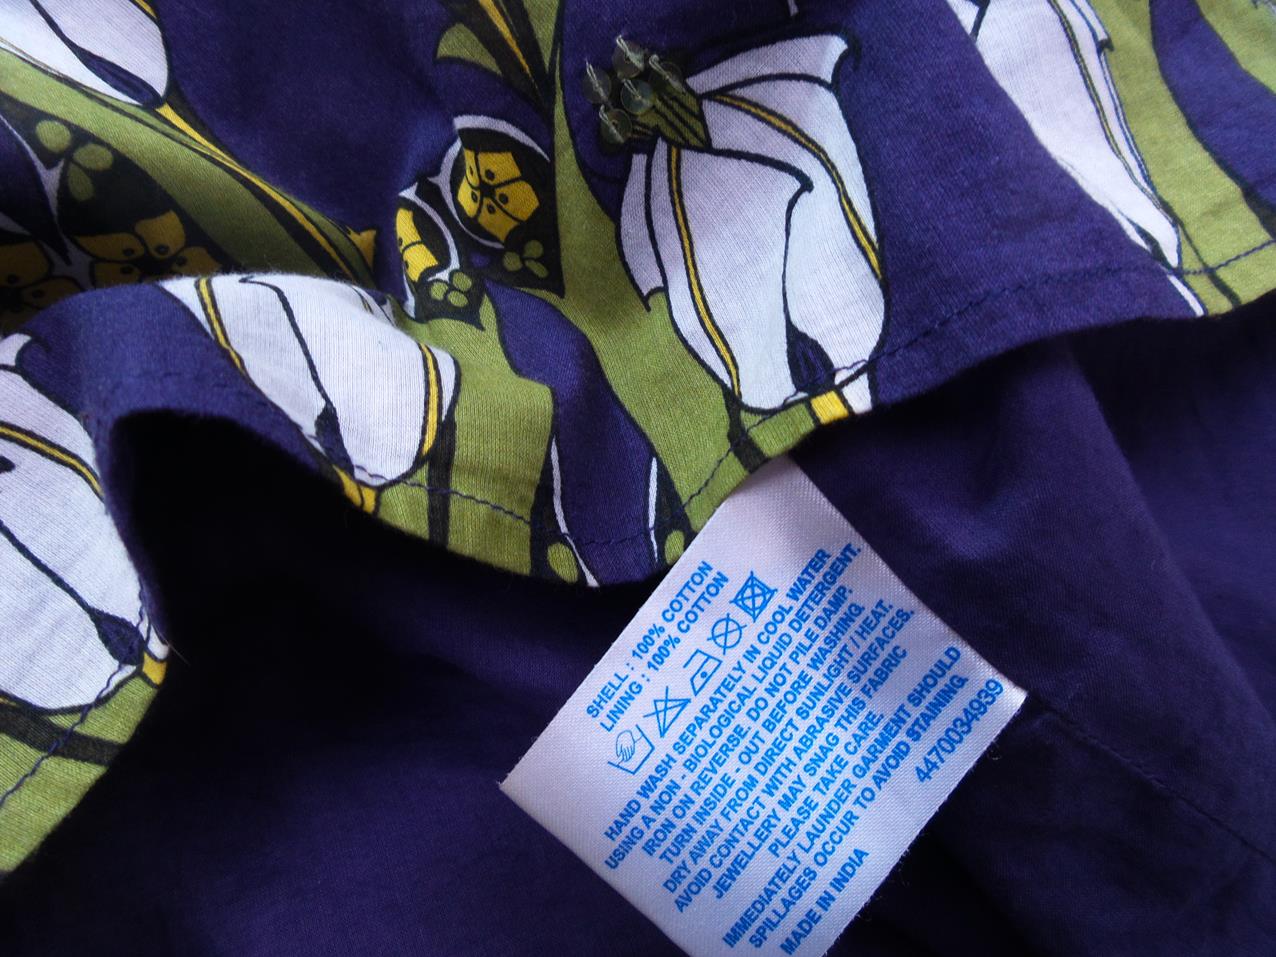 SHELL : 100% COTTON
LINING : 100% COTTON
HAND WASH SEPARATELY IN COOL WATER
USING A NON - BIOLOGICAL LIQUID DETERGENT.
IRON ON REVERSE. DO NOT PILE DAMP.
TURN INSIDE - OUT BEFORE WASHING
DRY AWAY FROM DIRECT SUNLIGHT / HEAT.
AVOID CONTACT WITH ABRASIVE SURFACES.
JEWELLERY MAY SNAG THIS FABRIC
PLEASE TAKE CARE.
IMMEDIATELY LAUNDER GARMENT SHOULD
SPILLAGES OCCUR TO AVOID STAINING.
MADE IN INDIA
44700034939